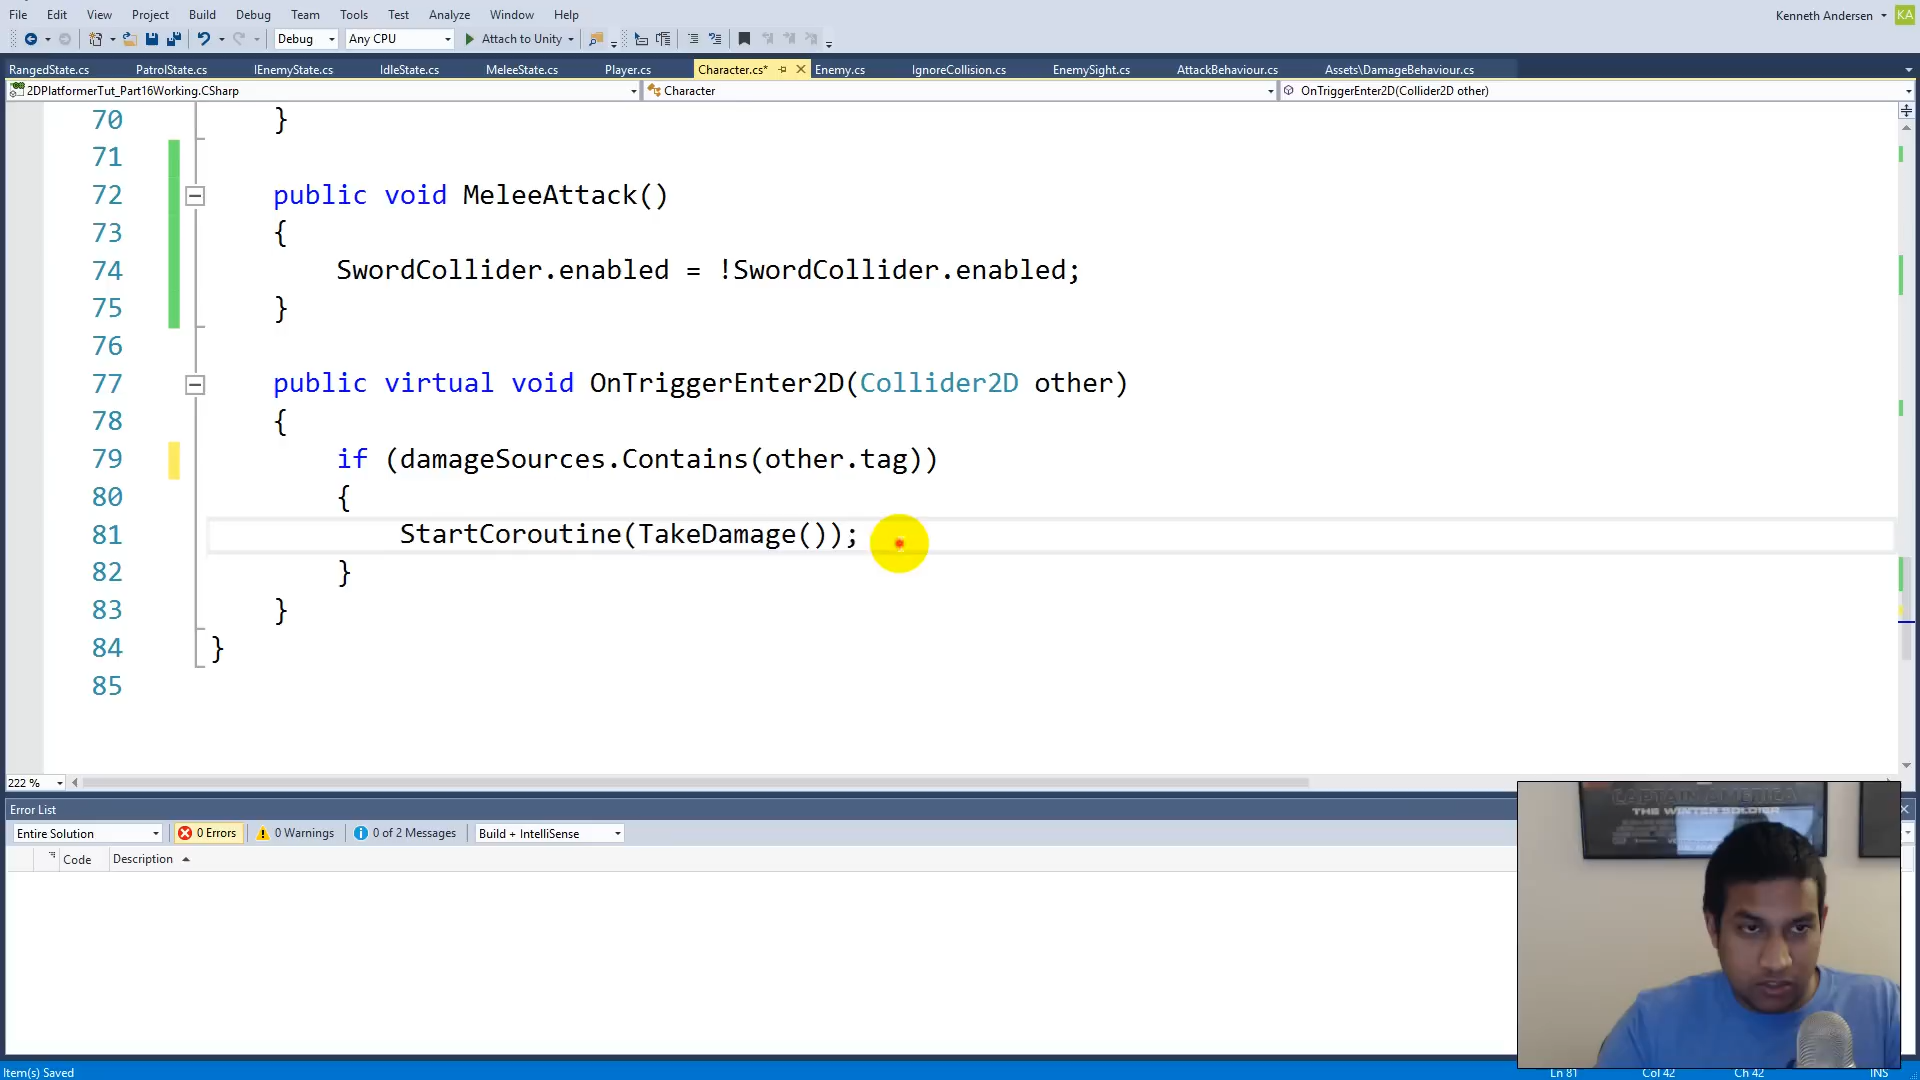 File Edit View Project Build Debug Team Tools Test Analyze Window Help
Kenneth Andersen KA
Debug Any CPU Attach to Unity
RangedState.cs PatrolState.cs IEnemyState.cs IdleState.cs MeleeState.cs Player.cs Character.cs* Enemy.cs IgnoreCollision.cs EnemySight.cs AttackBehaviour.cs Assets\DamageBehaviour.cs
2DPlatformerTut_Part16Working.CSharp Character OnTriggerEnter2D(Collider2D other)
70 }
71
72 public void MeleeAttack()
73 {
74 SwordCollider.enabled = !SwordCollider.enabled;
75 }
76
77 public virtual void OnTriggerEnter2D(Collider2D other)
78 {
79 if (damageSources.Contains(other.tag))
80 {
81 StartCoroutine(TakeDamage());
82 }
83 }
84 }
85
222 %
Error List
Entire Solution 0 Errors 0 Warnings 0 of 2 Messages Build + IntelliSense
Code Description
CAPTAIN AMERICA
THE WINTER SOLDIER
Item(s) Saved Ln 81 Col 42 Ch 42 INS